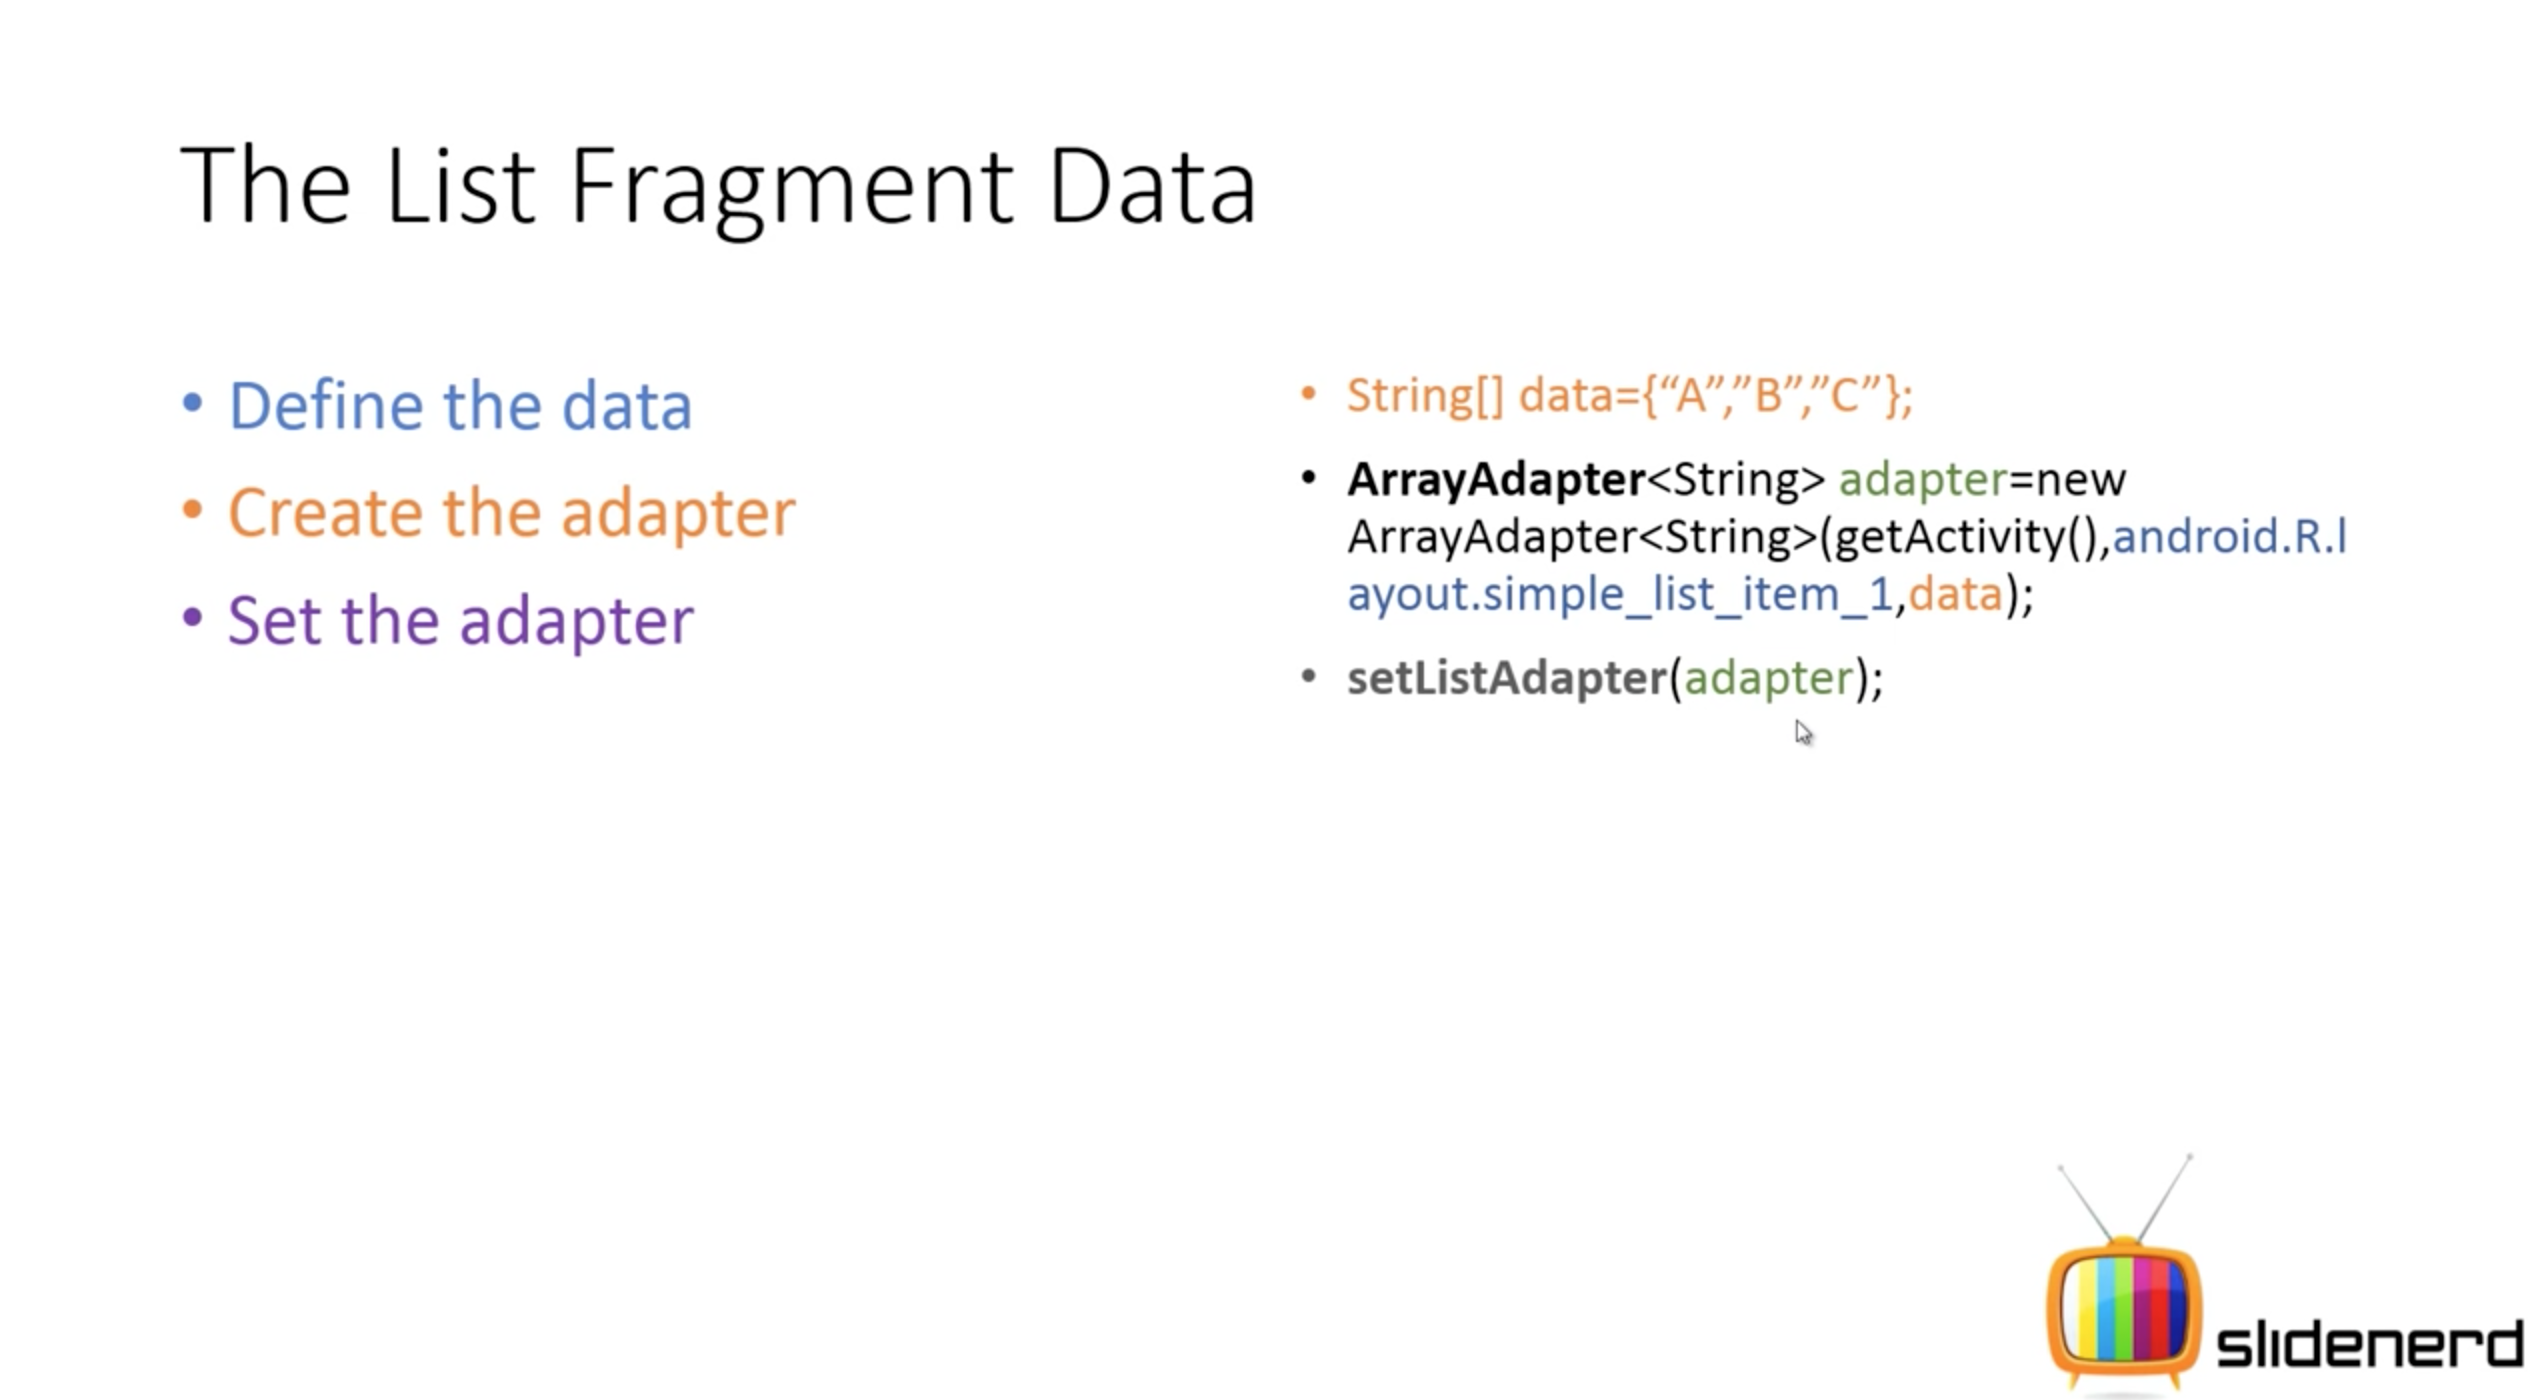 The List Fragment Data
• Define the data
• Create the adapter
• Set the adapter
• String[] data={“A”,”B”,”C”};
• ArrayAdapter<String> adapter=new
ArrayAdapter<String>(getActivity(),android.R.l
ayout.simple_list_item_1,data);
• setListAdapter(adapter);
slidenerd